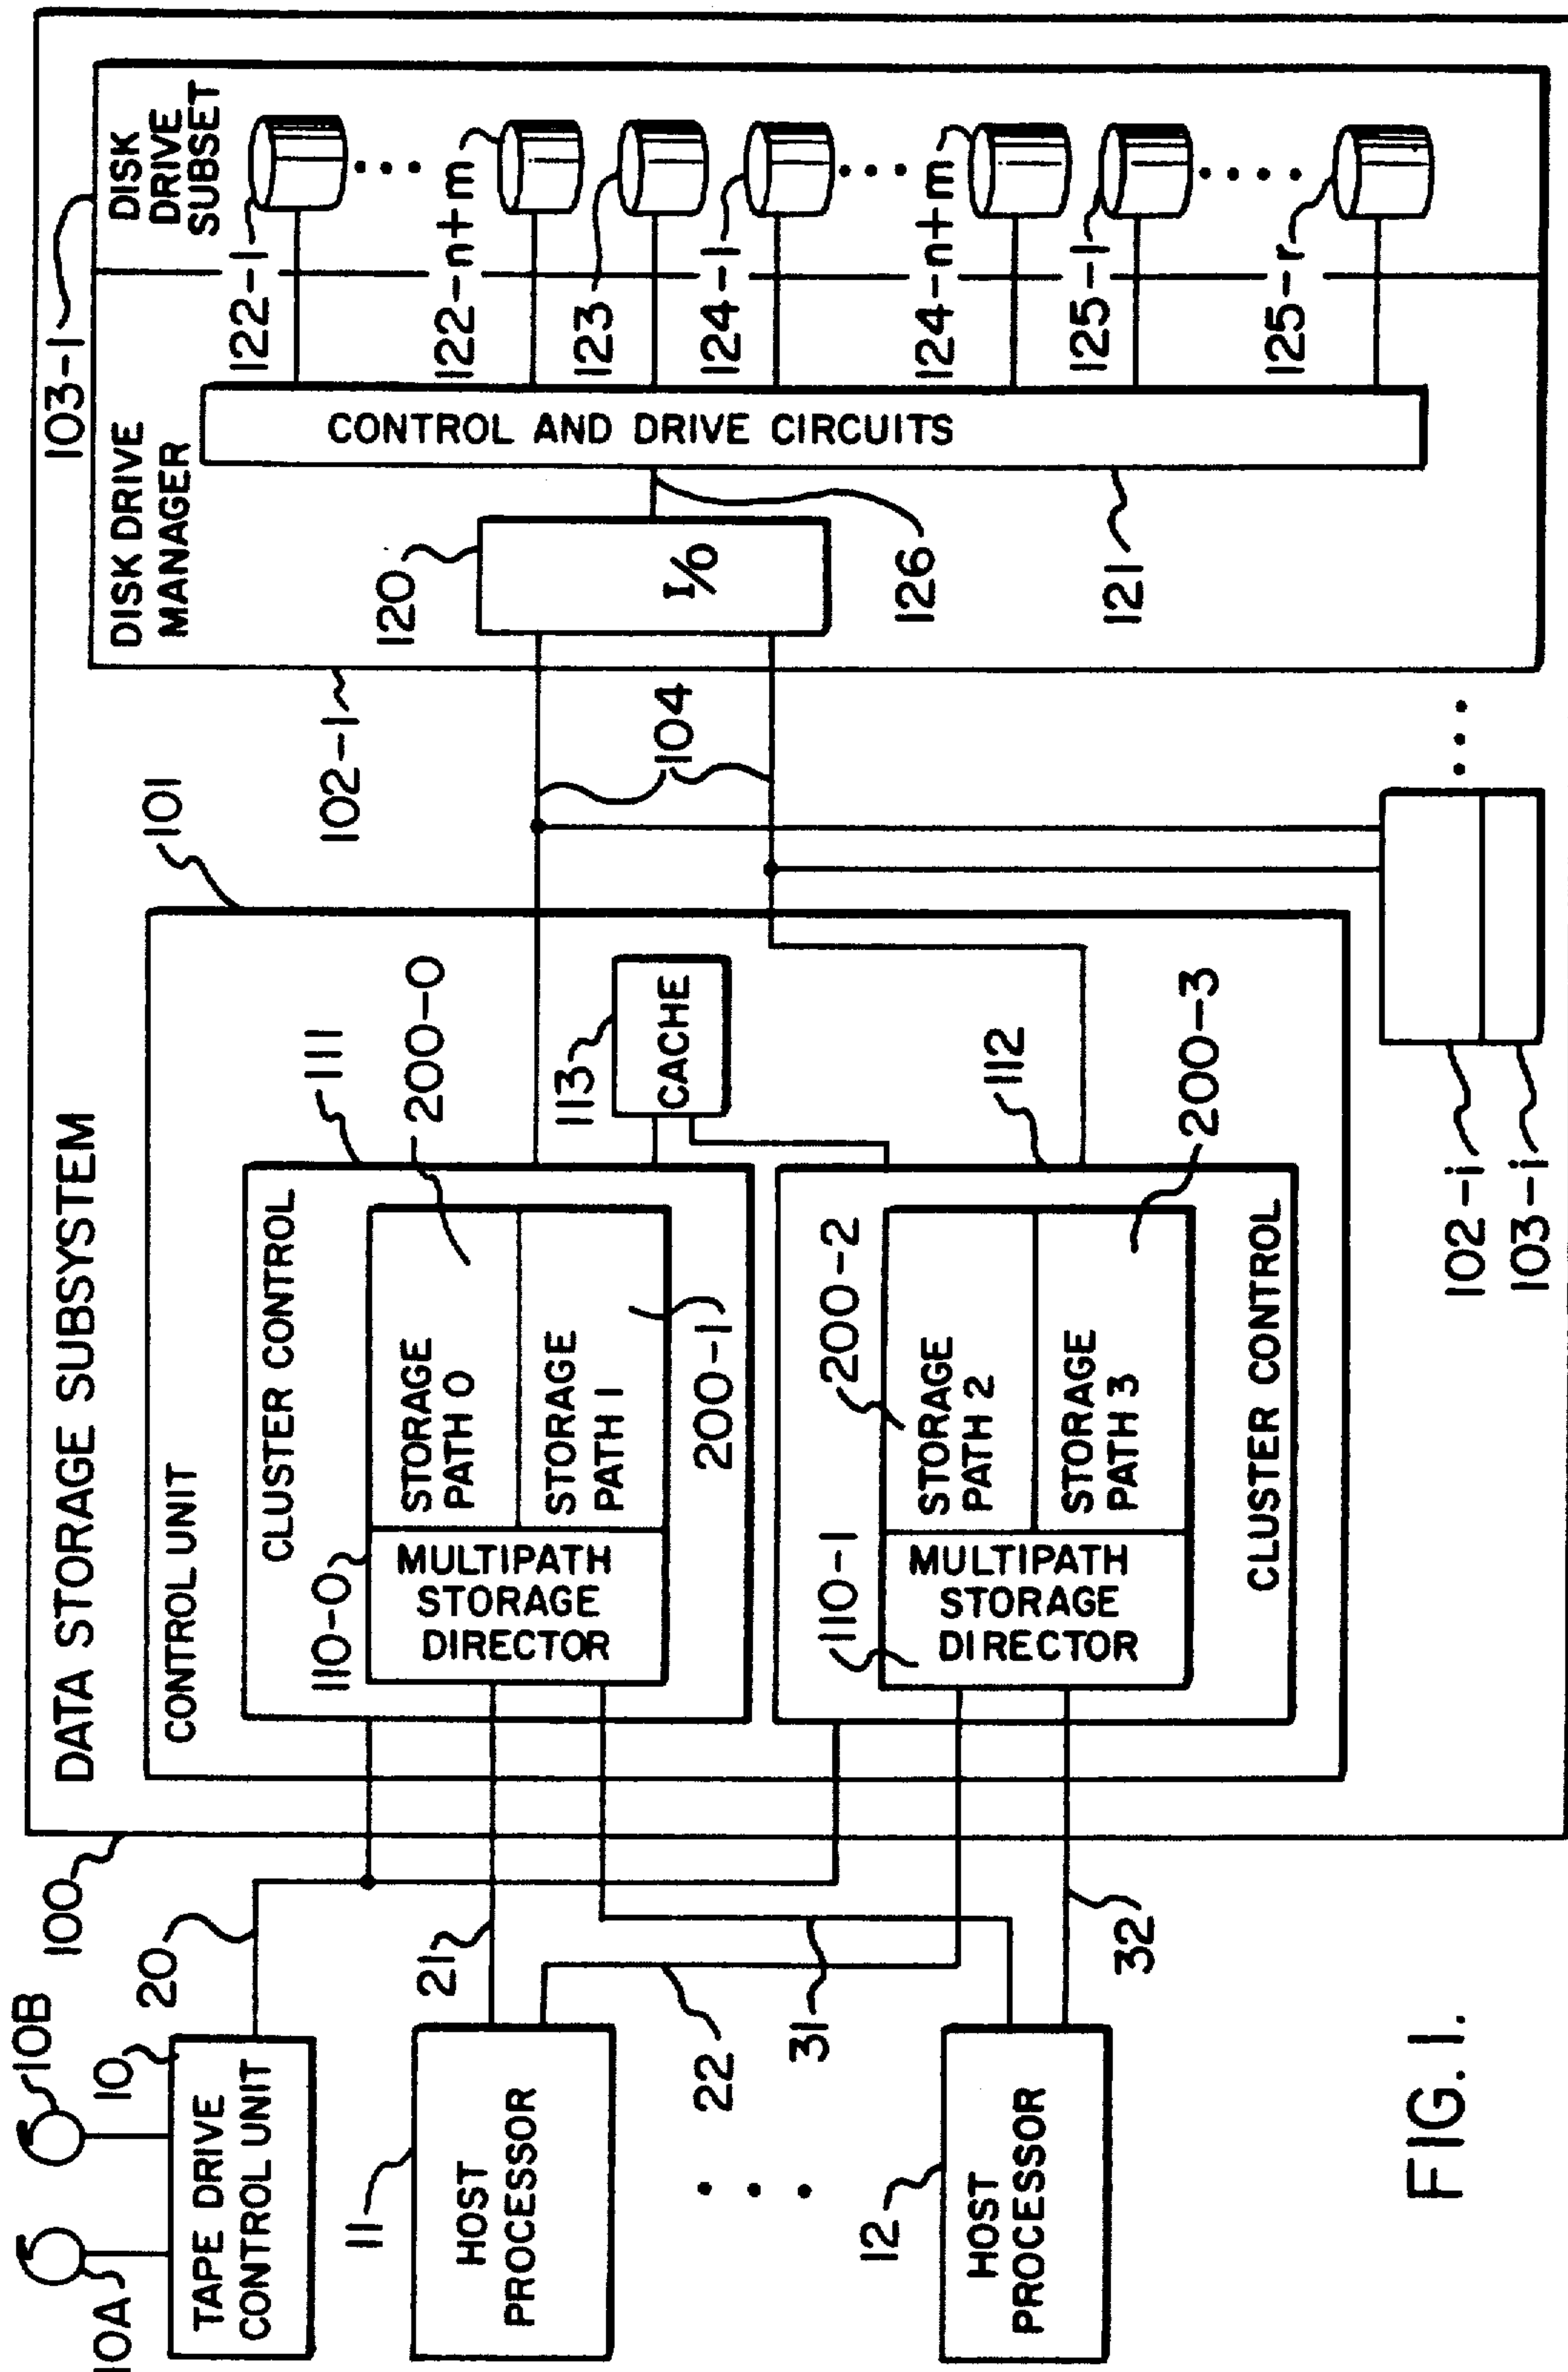 DATA STORAGE SUBSYSTEM
100
CONTROL UNIT
101
CLUSTER CONTROL
111
110-0
MULTIPATH
STORAGE
DIRECTOR
STORAGE
PATH 0
200-0
STORAGE
PATH 1
200-1
113
CACHE
110-1
MULTIPATH
STORAGE
DIRECTOR
200-2
STORAGE
PATH 2
STORAGE
PATH 3
200-3
112
CLUSTER CONTROL
10A
10B
10
TAPE DRIVE
CONTROL UNIT
20
11
HOST
PROCESSOR
21
22
31
12
HOST
PROCESSOR
32
104
102-1
103-1
DISK DRIVE
MANAGER
DISK
DRIVE
SUBSET
120
I/O
126
CONTROL AND DRIVE CIRCUITS
121
122-1
122-n+m
123
124-1
124-n+m
125-1
125-r
102-i
103-i
FIG. 1.